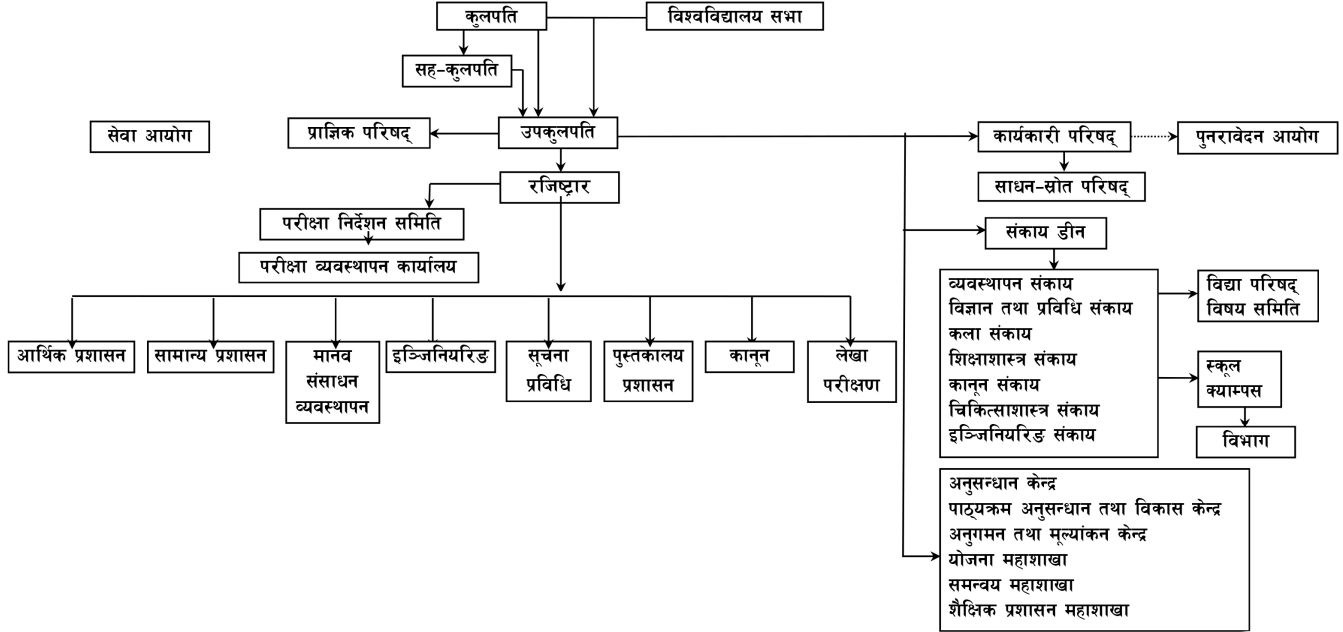 कुलपति
विश्वविद्यालय सभा
सह-कुलपति
सेवा आयोग
प्राज्ञिक परिषद्
उपकुलपति
कार्यकारी परिषद्
पुनरावेदन आयोग
रजिष्ट्रार
साधन-स्रोत परिषद्
परीक्षा निर्देशन समिति
संकाय डीन
परीक्षा व्यवस्थापन कार्यालय
व्यवस्थापन संकाय
विज्ञान तथा प्रविधि संकाय
कला संकाय
शिक्षाशास्त्र संकाय
कानून संकाय
चिकित्साशास्त्र संकाय
इञ्जिनियरिङ संकाय
विद्या परिषद्
विषय समिति
स्कूल
क्याम्पस
विभाग
आर्थिक प्रशासन
सामान्य प्रशासन
मानव
संसाधन
व्यवस्थापन
इञ्जिनियरिङ
सूचना
प्रविधि
पुस्तकालय
प्रशासन
कानून
लेखा
परीक्षण
अनुसन्धान केन्द्र
पाठ्यक्रम अनुसन्धान तथा विकास केन्द्र
अनुगमन तथा मूल्यांकन केन्द्र
योजना महाशाखा
समन्वय महाशाखा
शैक्षिक प्रशासन महाशाखा